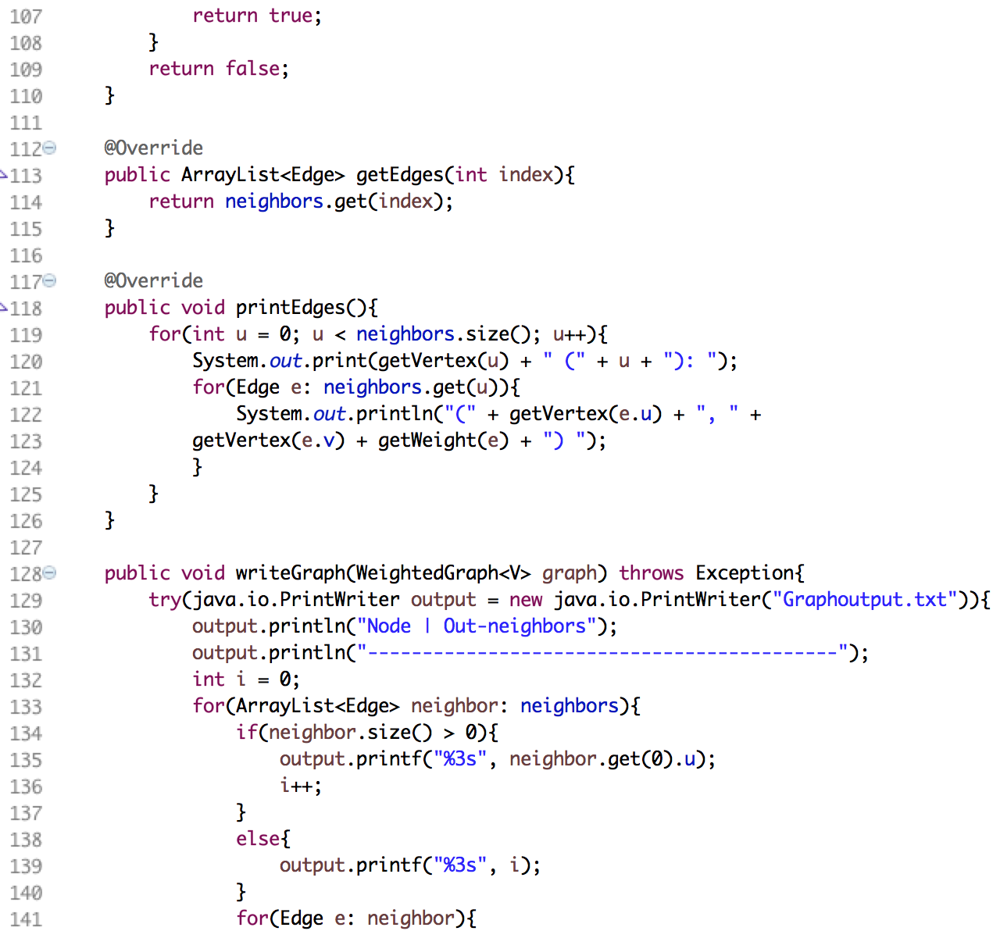 107             return true;
108         }
109         return false;
110     }
111
112     @Override
113     public ArrayList<Edge> getEdges(int index){
114         return neighbors.get(index);
115     }
116
117     @Override
118     public void printEdges(){
119         for(int u = 0; u < neighbors.size(); u++){
120             System.out.print(getVertex(u) + " (" + u + "): ");
121             for(Edge e: neighbors.get(u)){
122                 System.out.println("(" + getVertex(e.u) + ", " +
123             getVertex(e.v) + getWeight(e) + ") ");
124             }
125         }
126     }
127
128     public void writeGraph(WeightedGraph<V> graph) throws Exception{
129         try(java.io.PrintWriter output = new java.io.PrintWriter("Graphoutput.txt")){
130             output.println("Node | Out-neighbors");
131             output.println("-------------------------------------------");
132             int i = 0;
133             for(ArrayList<Edge> neighbor: neighbors){
134                 if(neighbor.size() > 0){
135                     output.printf("%3s", neighbor.get(0).u);
136                     i++;
137                 }
138                 else{
139                     output.printf("%3s", i);
140                 }
141                 for(Edge e: neighbor){